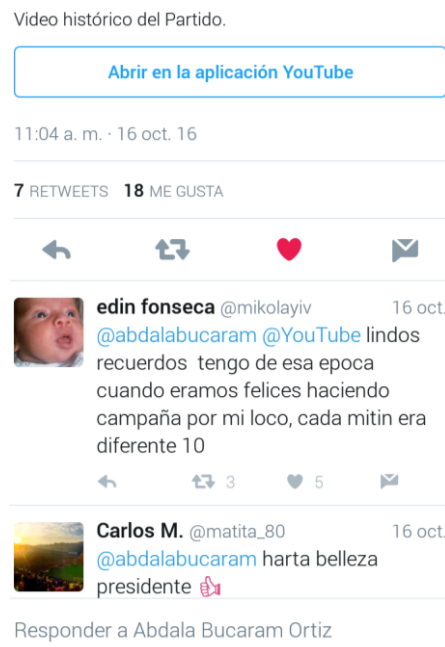 Video histórico del Partido.
Abrir en la aplicación YouTube
11:04 a. m. · 16 oct. 16
7 RETWEETS 18 ME GUSTA
edin fonseca @mikolayiv 16 oct.
@abdalabucaram @YouTube lindos
recuerdos tengo de esa epoca
cuando eramos felices haciendo
campaña por mi loco, cada mitin era
diferente 10
3 5
Carlos M. @matita_80 16 oct.
@abdalabucaram harta belleza
presidente 👍
Responder a Abdala Bucaram Ortiz